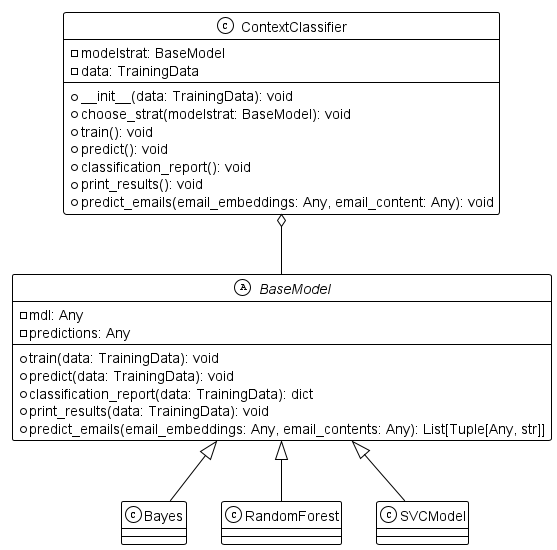 C ContextClassifier
modelstrat: BaseModel
data: TrainingData
__init__(data: TrainingData): void
choose_strat(modelstrat: BaseModel): void
train(): void
predict(): void
classification_report(): void
print_results(): void
predict_emails(email_embeddings: Any, email_content: Any): void
A BaseModel
mdl: Any
predictions: Any
train(data: TrainingData): void
predict(data: TrainingData): void
classification_report(data: TrainingData): dict
print_results(data: TrainingData): void
predict_emails(email_embeddings: Any, email_contents: Any): List[Tuple[Any, str]]
C Bayes
C RandomForest
C SVCModel